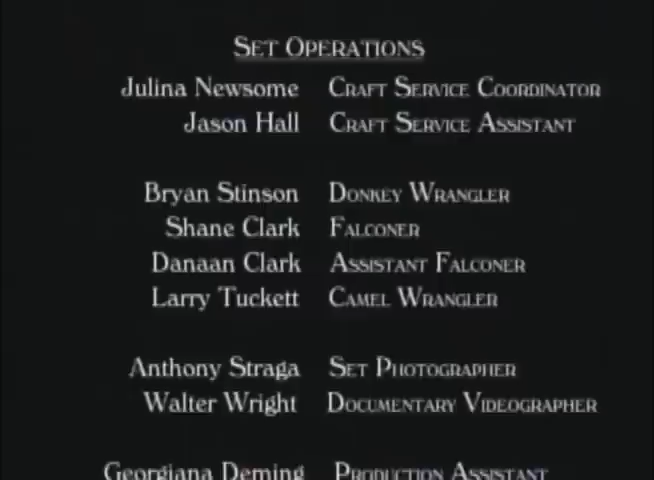 SET OPERATIONS
Julina Newsome CRAFT SERVICE COORDINATOR
Jason Hall CRAFT SERVICE ASSISTANT
Bryan Stinson DONKEY WRANGLER
Shane Clark FALCONER
Danaan Clark ASSISTANT FALCONER
Larry Tuckett CAMEL WRANGLER
Anthony Straga SET PHOTOGRAPHER
Walter Wright DOCUMENTARY VIDEOGRAPHER
Georgiana Deming PRODUCTION ASSISTANT